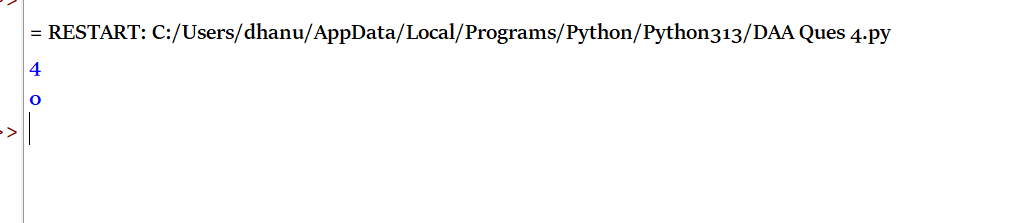 = RESTART: C:/Users/dhanu/AppData/Local/Programs/Python/Python313/DAA Ques 4.py
4
0
>>